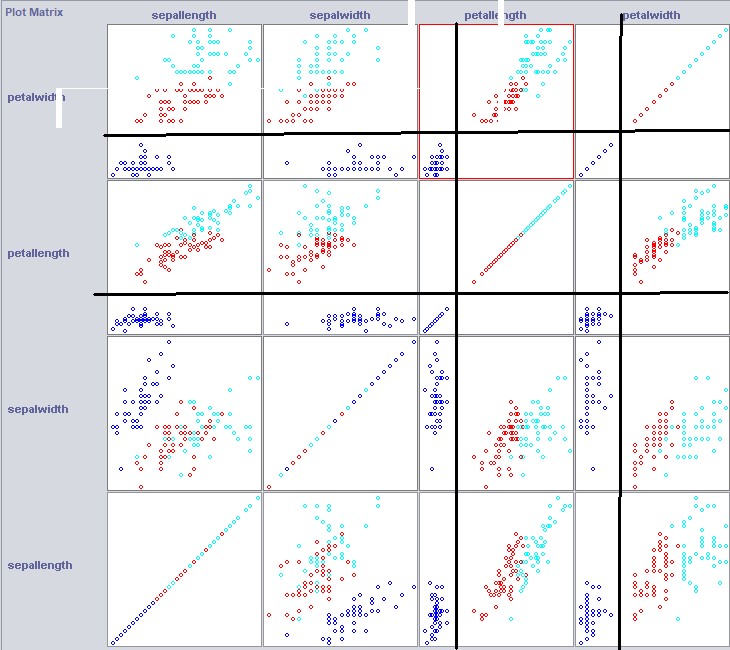 Plot Matrix
sepallength sepalwidth petallength petalwidth
petalwidth
petallength
sepalwidth
sepallength